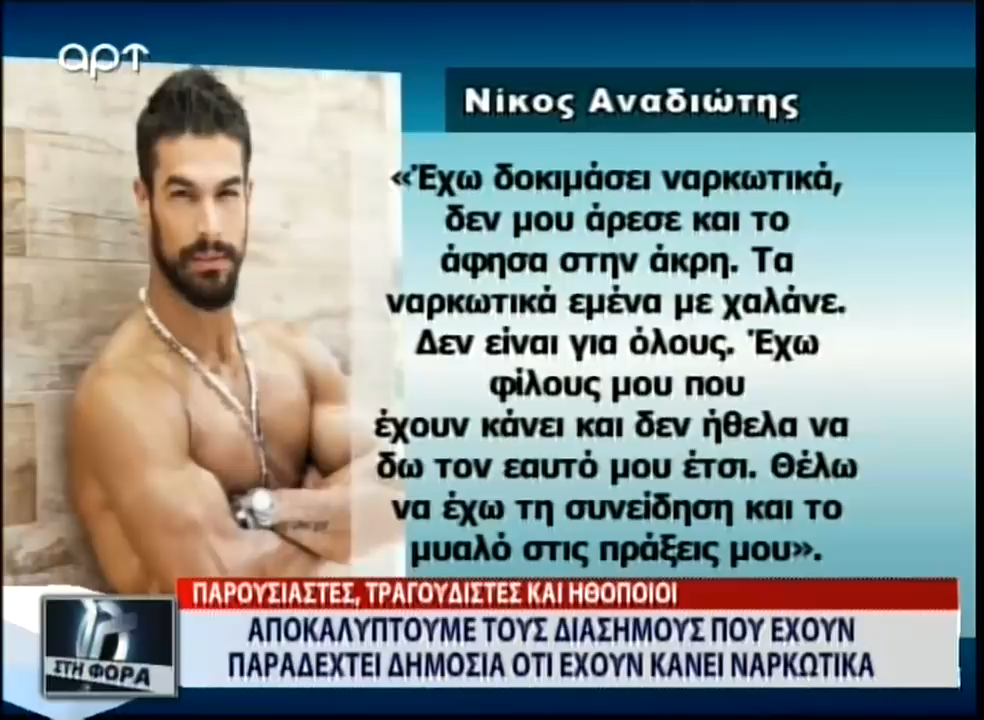 αρτ
Νίκος Αναδιώτης
«Έχω δοκιμάσει ναρκωτικά,
δεν μου άρεσε και το
άφησα στην άκρη. Τα
ναρκωτικά εμένα με χαλάνε.
Δεν είναι για όλους. Έχω
φίλους μου που
έχουν κάνει και δεν ήθελα να
δω τον εαυτό μου έτσι. Θέλω
να έχω τη συνείδηση και το
μυαλό στις πράξεις μου».
ΠΑΡΟΥΣΙΑΣΤΕΣ, ΤΡΑΓΟΥΔΙΣΤΕΣ ΚΑΙ ΗΘΟΠΟΙΟΙ
ΑΠΟΚΑΛΥΠΤΟΥΜΕ ΤΟΥΣ ΔΙΑΣΗΜΟΥΣ ΠΟΥ ΕΧΟΥΝ
ΠΑΡΑΔΕΧΤΕΙ ΔΗΜΟΣΙΑ ΟΤΙ ΕΧΟΥΝ ΚΑΝΕΙ ΝΑΡΚΩΤΙΚΑ
ΣΤΗ ΦΟΡΑ